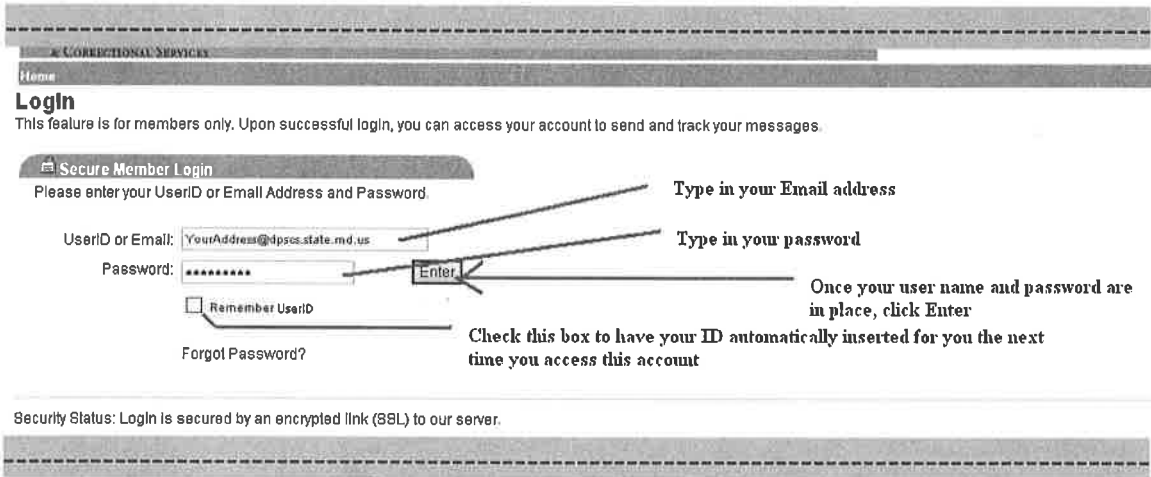 & CORRECTIONAL SERVICES
Home
Login
This feature is for members only. Upon successful login, you can access your account to send and track your messages.
Secure Member Login
Please enter your UserID or Email Address and Password.
Type in your Email address
UserID or Email: YourAddress@dpscs.state.md.us
Type in your password
Password: ●●●●●●●●●
Enter
Once your user name and password are
in place, click Enter
Remember UserID
Check this box to have your ID automatically inserted for you the next
time you access this account
Forgot Password?
Security Status: Login is secured by an encrypted link (SSL) to our server.